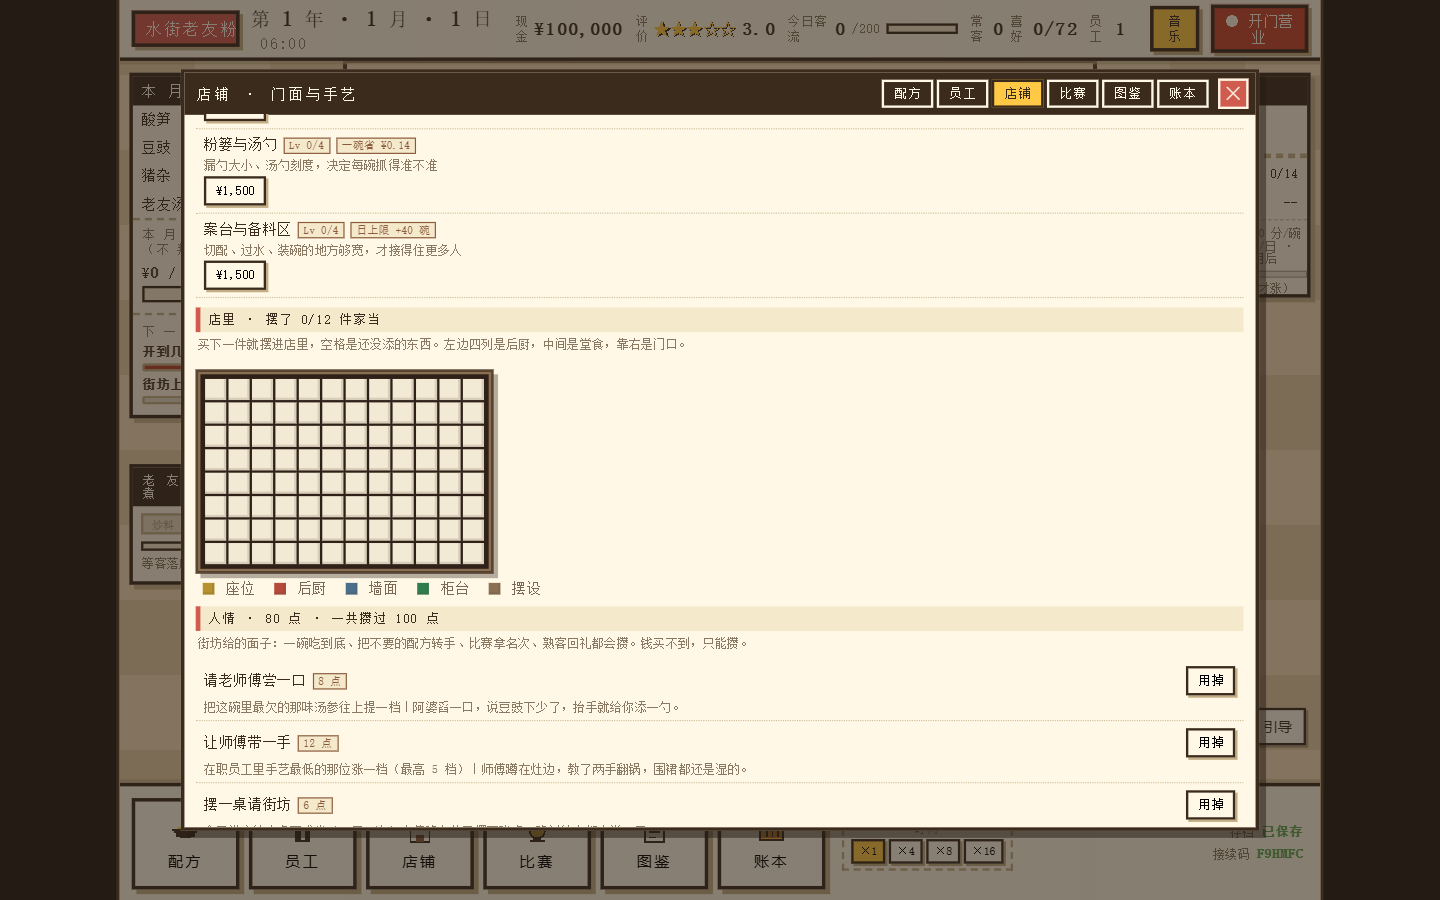 水街老友粉
第 1 年 · 1 月 · 1 日
06:00
现金 ¥100,000
评价 ★★★☆☆ 3.0
今日客流 0 /200
常客 0
喜好 0/72
员工 1
音乐
开门营业
店铺 · 门面与手艺
配方 员工 店铺 比赛 图鉴 账本
本 月
酸笋
豆豉
猪杂
老友汤
本 月
¥0 /
下 一
开到几
街坊上
老 友
煮
炒料
等客落
0/14
--
分/碗
引导
粉篓与汤勺 Lv 0/4 一碗省 ¥0.14
漏勺大小、汤勺刻度，决定每碗抓得准不准
¥1,500
案台与备料区 Lv 0/4 日上限 +40 碗
切配、过水、装碗的地方够宽，才接得住更多人
¥1,500
店里 · 摆了 0/12 件家当
买下一件就摆进店里，空格是还没添的东西。左边四列是后厨，中间是堂食，靠右是门口。
座位 后厨 墙面 柜台 摆设
人情 · 80 点 · 一共攒过 100 点
街坊给的面子：一碗吃到底、把不要的配方转手、比赛拿名次、熟客回礼都会攒。钱买不到，只能攒。
请老师傅尝一口 8 点
用掉
把这碗里最欠的那味汤参往上提一档丨阿婆舀一口，说豆豉下少了，抬手就给你添一勺。
让师傅带一手 12 点
用掉
在职员工里手艺最低的那位涨一档（最高 5 档）丨师傅蹲在灶边，教了两手翻锅，围裙都还是湿的。
摆一桌请街坊 6 点
用掉
配方 员工 店铺 比赛 图鉴 账本
×1 ×4 ×8 ×16
存档 已保存
接续码 F9HMFC